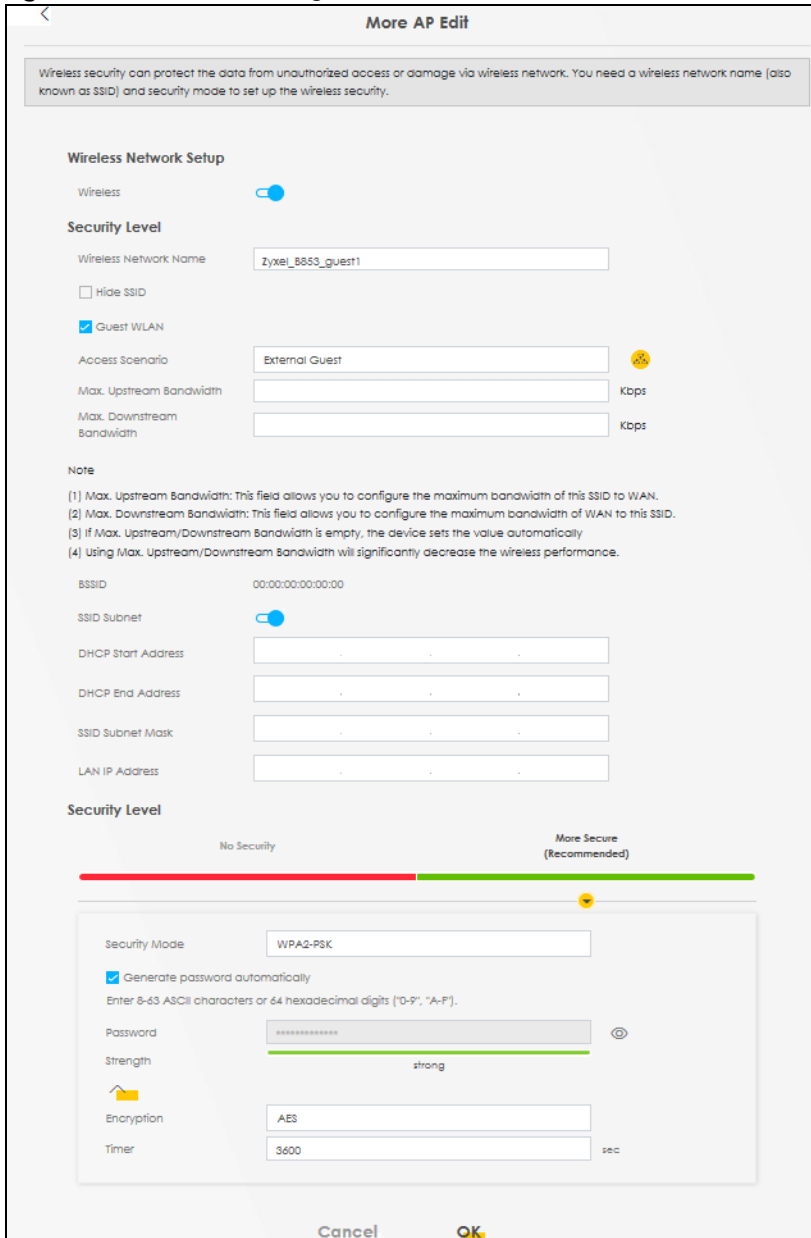 More AP Edit
Wireless security can protect the data from unauthorized access or damage via wireless network. You need a wireless network name (also
known as SSID) and security mode to set up the wireless security.
Wireless Network Setup
Wireless
Security Level
Wireless Network Name Zyxel_B853_guest1
Hide SSID
Guest WLAN
Access Scenario External Guest
Max. Upstream Bandwidth Kbps
Max. Downstream
Bandwidth Kbps
Note
(1) Max. Upstream Bandwidth: This field allows you to configure the maximum bandwidth of this SSID to WAN.
(2) Max. Downstream Bandwidth: This field allows you to configure the maximum bandwidth of WAN to this SSID.
(3) If Max. Upstream/Downstream Bandwidth is empty, the device sets the value automatically
(4) Using Max. Upstream/Downstream Bandwidth will significantly decrease the wireless performance.
BSSID 00:00:00:00:00:00
SSID Subnet
DHCP Start Address . . .
DHCP End Address . . .
SSID Subnet Mask . . .
LAN IP Address . . .
Security Level
No Security
More Secure
(Recommended)
Security Mode WPA2-PSK
Generate password automatically
Enter 8-63 ASCII characters or 64 hexadecimal digits ("0-9", "A-F").
Password •••••••••••••
Strength strong
Encryption AES
Timer 3600 sec
Cancel OK